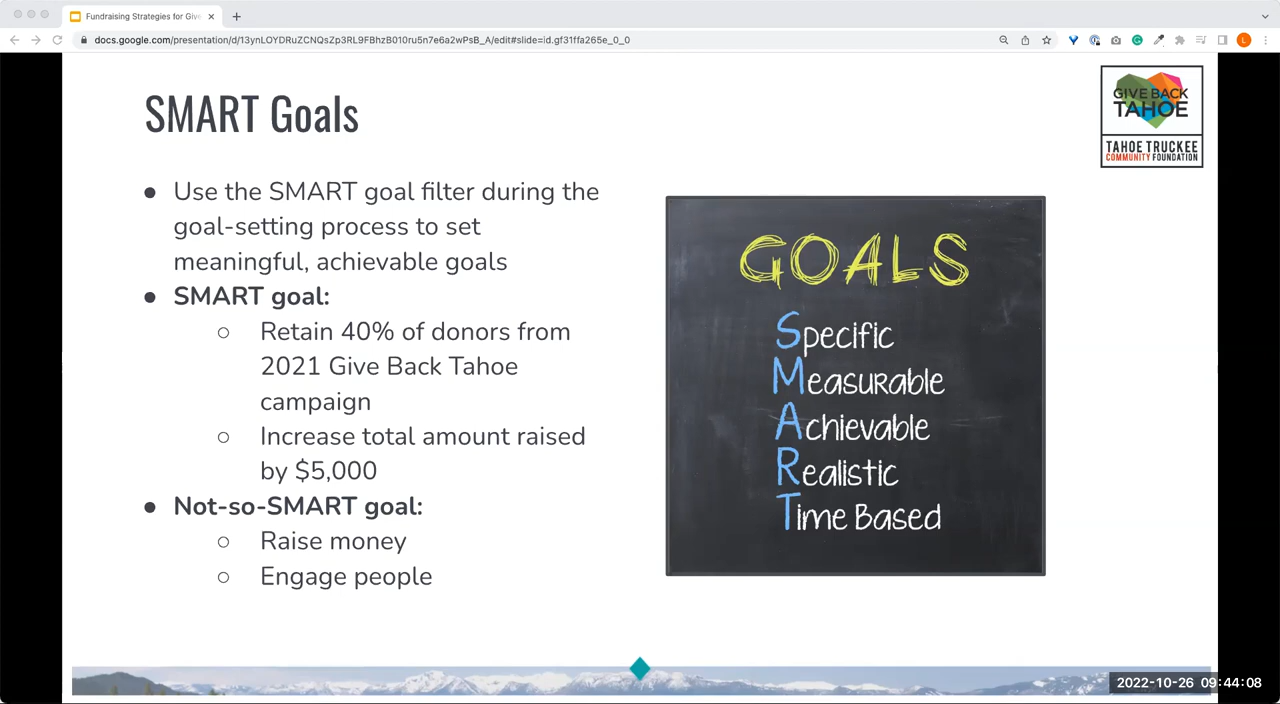 Fundraising Strategies for Give
docs.google.com/presentation/d/13ynLOYDRuZCNQsZp3RL9FBhzB010ru5n7e6a2wPsB_A/edit#slide=id.gf31ffa265e_0_0
L
SMART Goals
GIVE BACK
TAHOE
TAHOE TRUCKEE
COMMUNITY FOUNDATION
● Use the SMART goal filter during the
goal-setting process to set
meaningful, achievable goals
● SMART goal:
○ Retain 40% of donors from
2021 Give Back Tahoe
campaign
○ Increase total amount raised
by $5,000
● Not-so-SMART goal:
○ Raise money
○ Engage people
GOALS
Specific
Measurable
Achievable
Realistic
Time Based
2022-10-26 09:44:08